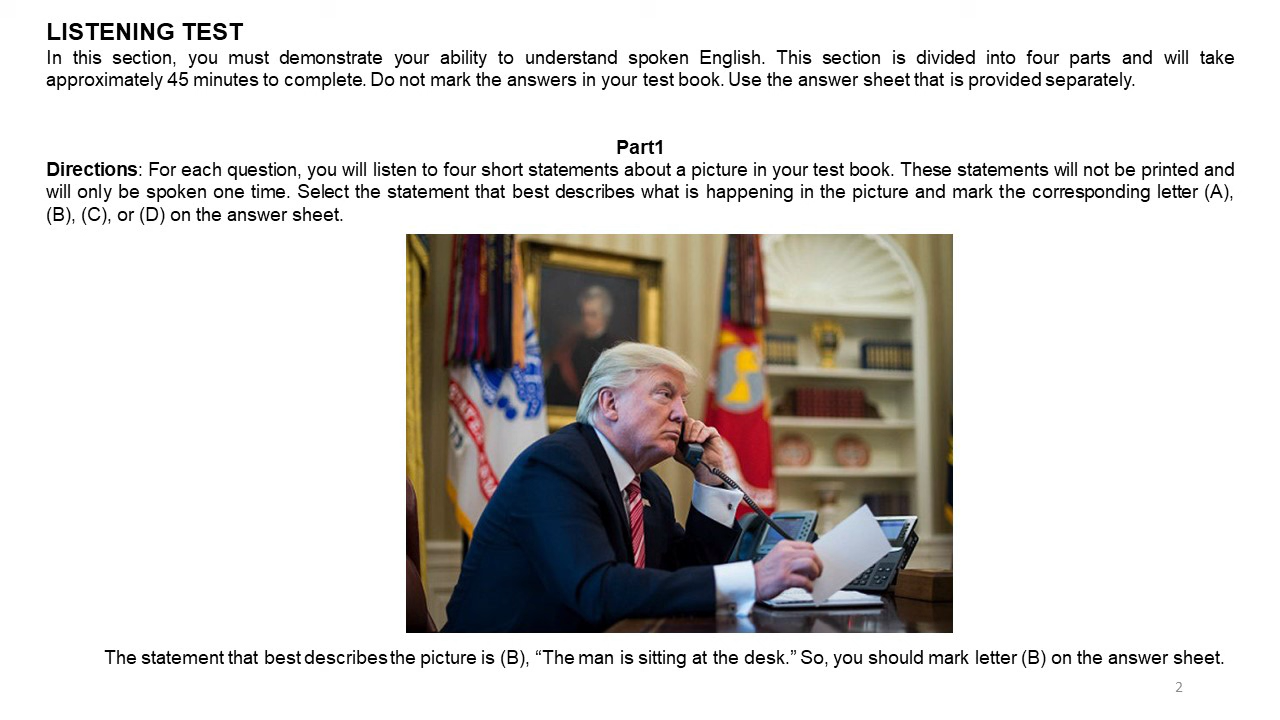 LISTENING TEST
In this section, you must demonstrate your ability to understand spoken English. This section is divided into four parts and will take
approximately 45 minutes to complete. Do not mark the answers in your test book. Use the answer sheet that is provided separately.
Part1
Directions: For each question, you will listen to four short statements about a picture in your test book. These statements will not be printed and
will only be spoken one time. Select the statement that best describes what is happening in the picture and mark the corresponding letter (A),
(B), (C), or (D) on the answer sheet.
The statement that best describes the picture is (B), “The man is sitting at the desk.” So, you should mark letter (B) on the answer sheet.
2